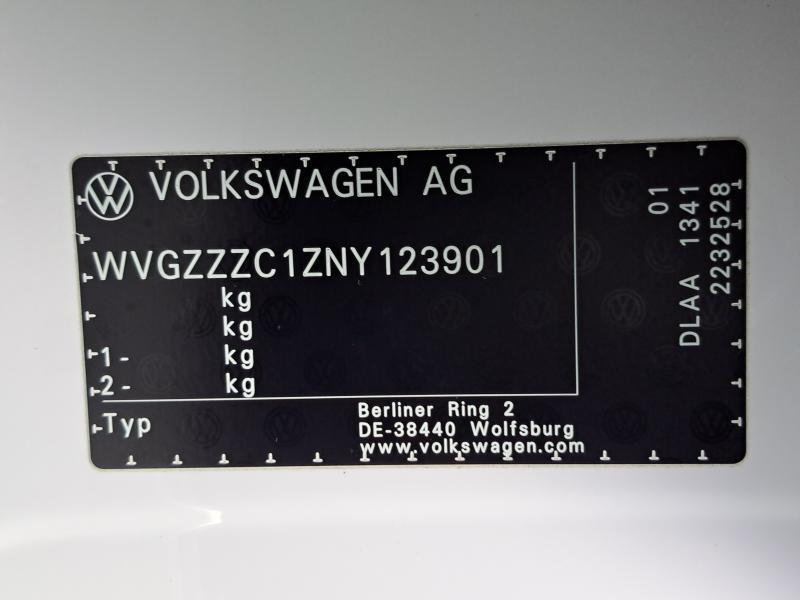 VOLKSWAGEN AG
WVGZZZC1ZNY123901
kg
kg
1- kg
2- kg
Typ
Berliner Ring 2
DE-38440 Wolfsburg
www.volkswagen.com
01
DLAA 1341
2232528